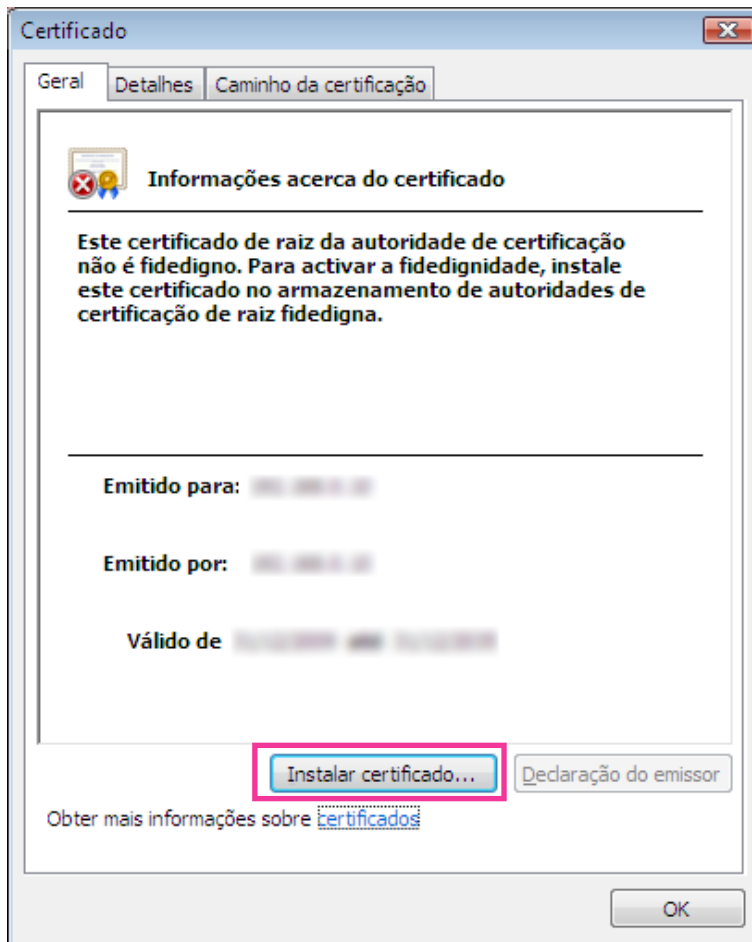 Certificado
Geral
Detalhes
Caminho da certificação
Informações acerca do certificado
Este certificado de raiz da autoridade de certificação
não é fidedigno. Para activar a fidedignidade, instale
este certificado no armazenamento de autoridades de
certificação de raiz fidedigna.
Emitido para:
Emitido por:
Válido de
Instalar certificado...
Declaração do emissor
Obter mais informações sobre certificados
OK